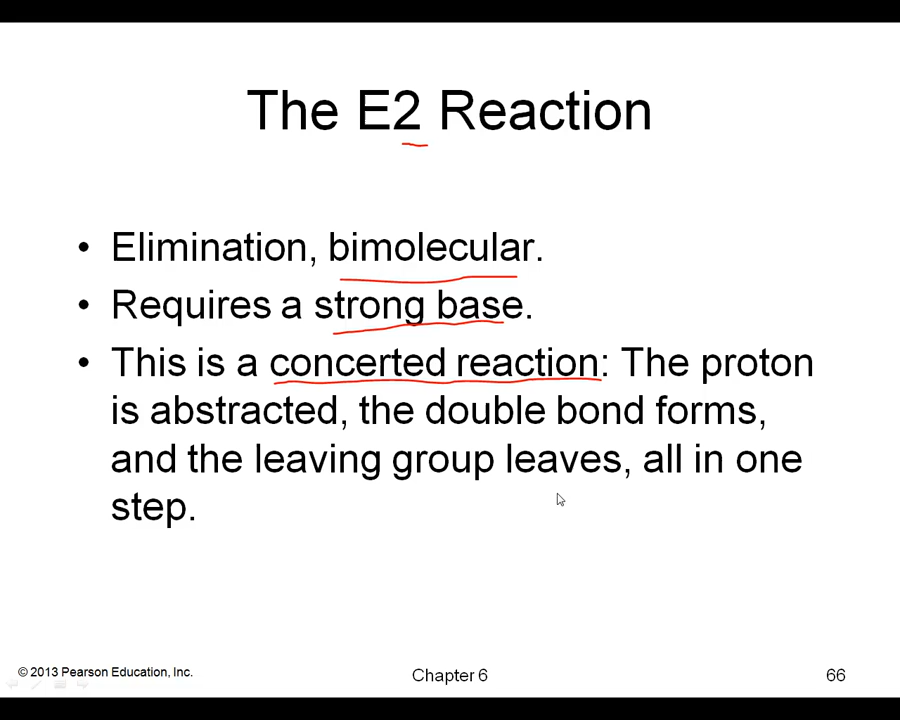 The E2 Reaction
• Elimination, bimolecular.
• Requires a strong base.
• This is a concerted reaction: The proton
is abstracted, the double bond forms,
and the leaving group leaves, all in one
step.
© 2013 Pearson Education, Inc.
Chapter 6
66